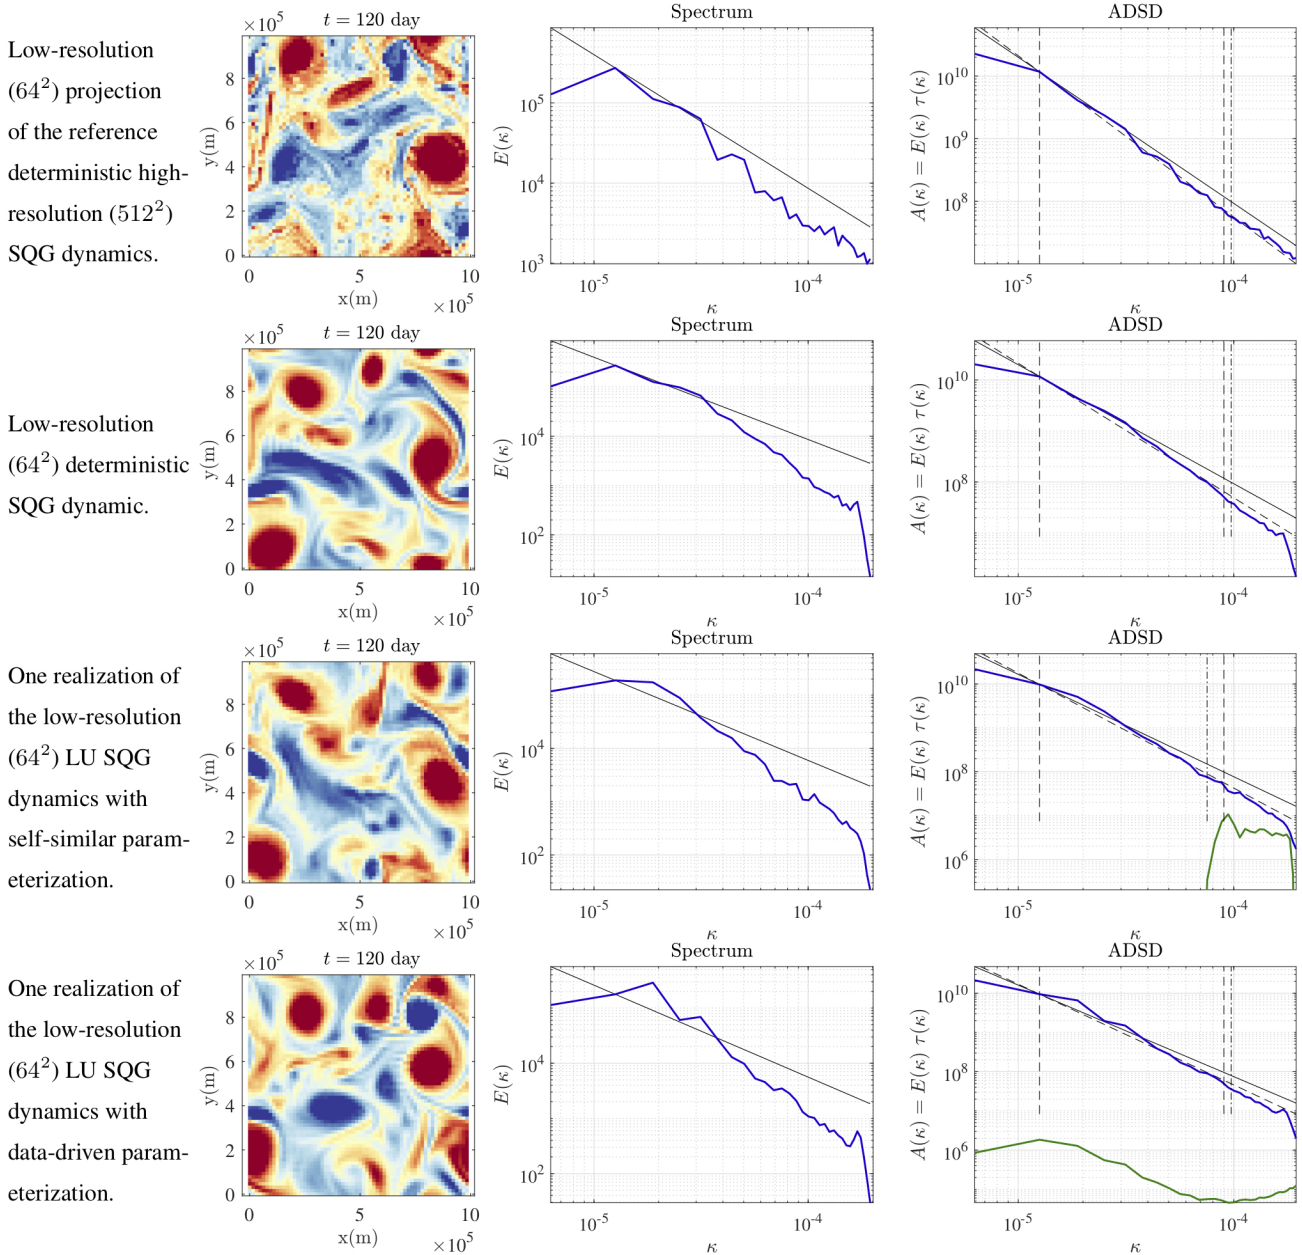 Low-resolution
(64²) projection
of the reference
deterministic high-
resolution (512²)
SQG dynamics.
×10⁵
t = 120 day
8
6
4
2
0
y(m)
0
5
10
x(m)
×10⁵
Spectrum
10⁵
10⁴
10³
E(κ)
10⁻⁵
10⁻⁴
κ
ADSD
10¹⁰
10⁹
10⁸
A(κ) = E(κ) τ(κ)
10⁻⁵
10⁻⁴
κ
Low-resolution
(64²) deterministic
SQG dynamic.
×10⁵
t = 120 day
8
6
4
2
0
y(m)
0
5
10
x(m)
×10⁵
Spectrum
10⁴
10²
E(κ)
10⁻⁵
10⁻⁴
κ
ADSD
10¹⁰
10⁸
A(κ) = E(κ) τ(κ)
10⁻⁵
10⁻⁴
κ
One realization of
the low-resolution
(64²) LU SQG
dynamics with
self-similar param-
eterization.
×10⁵
t = 120 day
8
6
4
2
0
y(m)
0
5
10
x(m)
×10⁵
Spectrum
10⁴
10²
E(κ)
10⁻⁵
10⁻⁴
κ
ADSD
10¹⁰
10⁸
10⁶
A(κ) = E(κ) τ(κ)
10⁻⁵
10⁻⁴
κ
One realization of
the low-resolution
(64²) LU SQG
dynamics with
data-driven param-
eterization.
×10⁵
t = 120 day
8
6
4
2
0
y(m)
0
5
10
x(m)
×10⁵
Spectrum
10⁴
10²
E(κ)
10⁻⁵
10⁻⁴
κ
ADSD
10¹⁰
10⁸
10⁶
A(κ) = E(κ) τ(κ)
10⁻⁵
10⁻⁴
κ